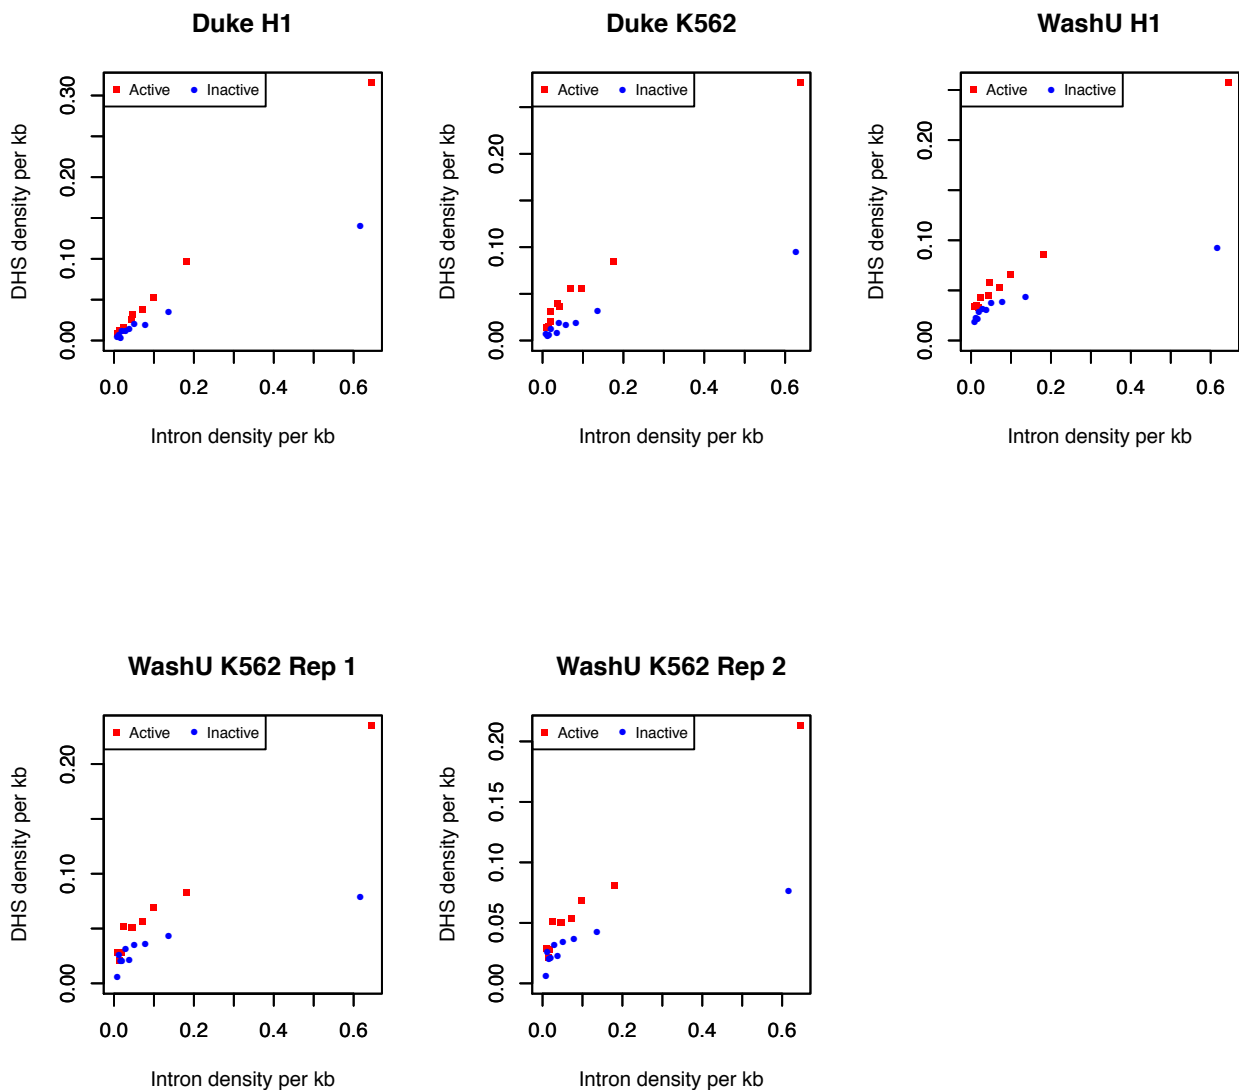 Duke H1
Active Inactive
DHS density per kb
0.00 0.10 0.20 0.30
0.0 0.2 0.4 0.6
Intron density per kb
Duke K562
Active Inactive
DHS density per kb
0.00 0.10 0.20
0.0 0.2 0.4 0.6
Intron density per kb
WashU H1
Active Inactive
DHS density per kb
0.00 0.10 0.20
0.0 0.2 0.4 0.6
Intron density per kb
WashU K562 Rep 1
Active Inactive
DHS density per kb
0.00 0.10 0.20
0.0 0.2 0.4 0.6
Intron density per kb
WashU K562 Rep 2
Active Inactive
DHS density per kb
0.00 0.05 0.10 0.15 0.20
0.0 0.2 0.4 0.6
Intron density per kb